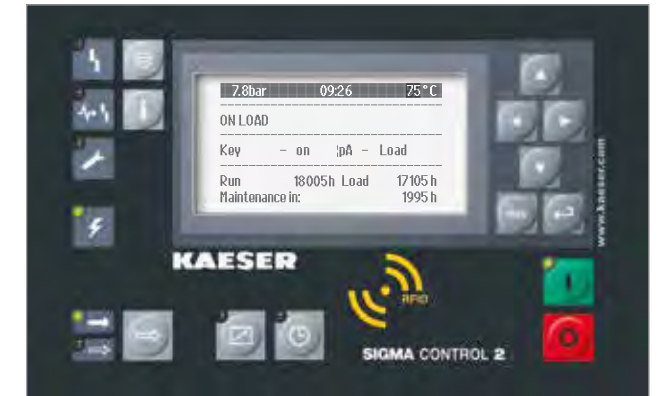 7.8bar 09:26 75°C
ON LOAD
Key - on pA - Load
Run 18005h Load 17105h
Maintenance in: 1995h
www.kaeser.com
KAESER
RFID
I
O
SIGMA CONTROL 2